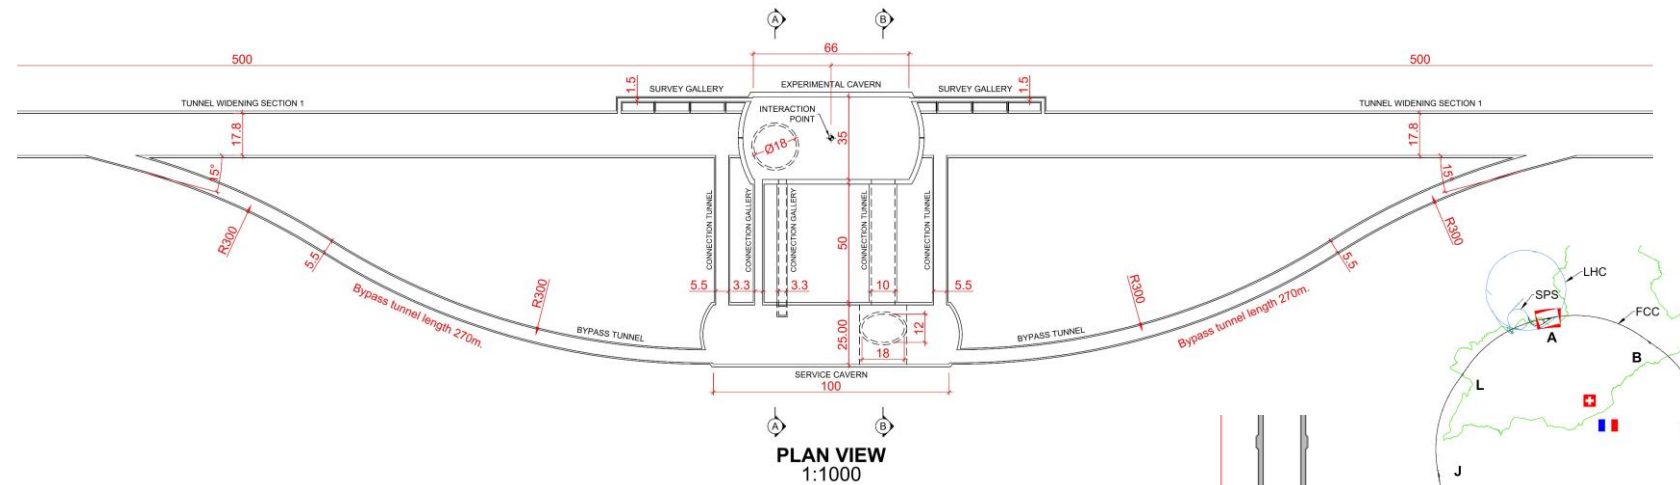 A
B
66
500
500
EXPERIMENTAL CAVERN
1.5
SURVEY GALLERY
SURVEY GALLERY
1.5
TUNNEL WIDENING SECTION 1
TUNNEL WIDENING SECTION 1
INTERACTION
POINT
17.8
Ø18
35
17.8
15°
15°
CONNECTION TUNNEL
CONNECTION GALLERY
CONNECTION GALLERY
CONNECTION TUNNEL
CONNECTION TUNNEL
R300
R300
5.5
50
5.5
LHC
Bypass tunnel length 270m.
R300
5.5
3.3
3.3
10
5.5
R300
Bypass tunnel length 270m.
SPS
FCC
BYPASS TUNNEL
25.00
12
BYPASS TUNNEL
18
A
B
SERVICE CAVERN
100
L
A
B
PLAN VIEW
1:1000
J